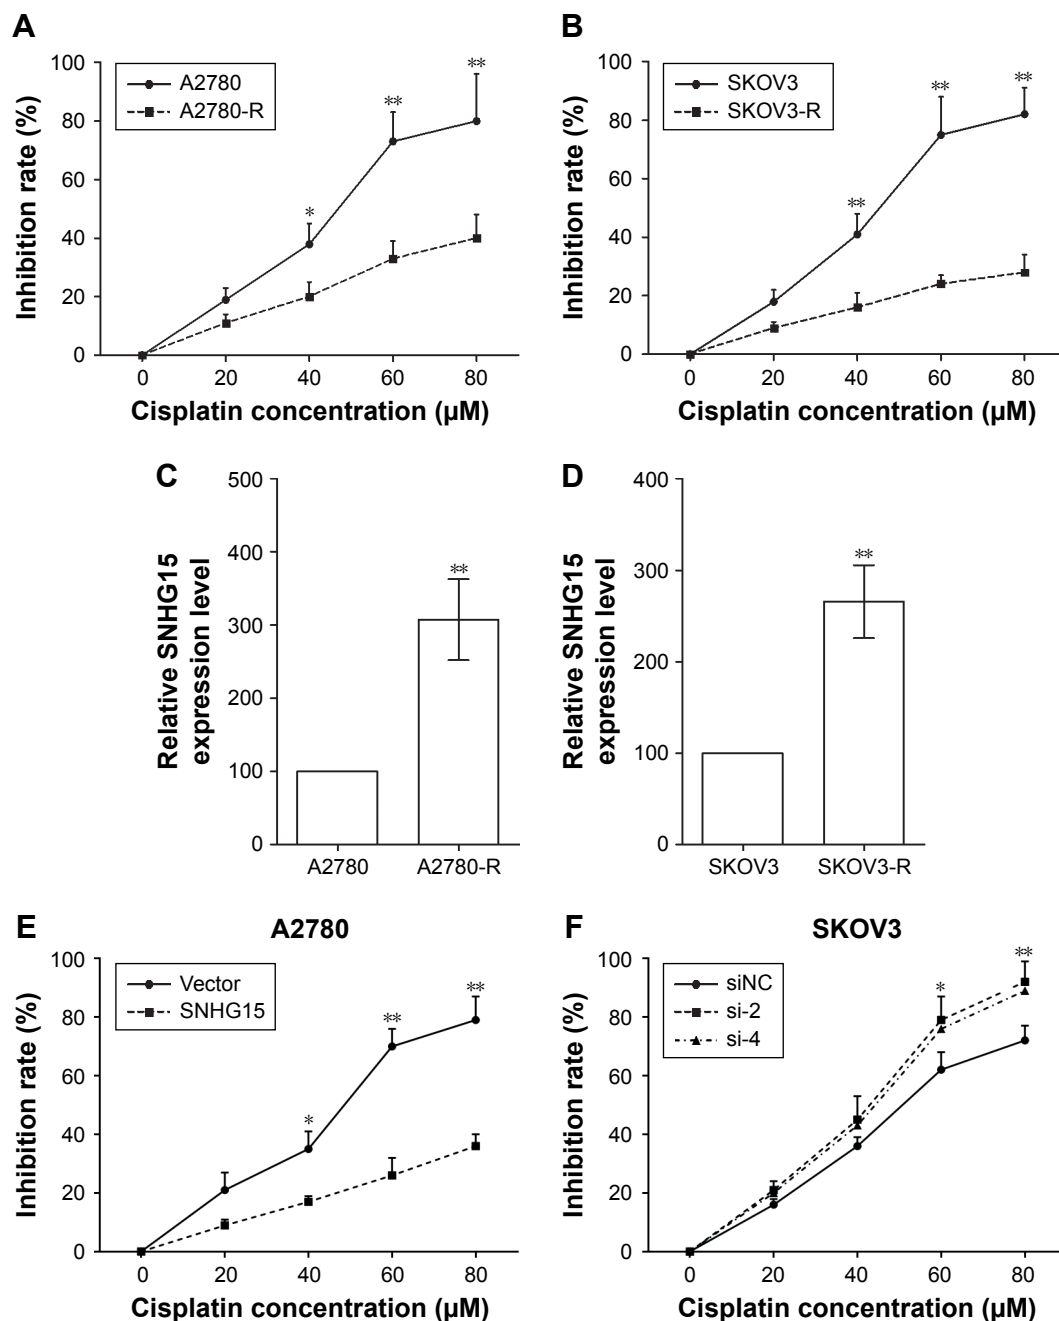 A
B
100
80
60
40
20
0
Inhibition rate (%)
A2780
A2780-R
*
**
**
0 20 40 60 80
Cisplatin concentration (µM)
100
80
60
40
20
0
Inhibition rate (%)
SKOV3
SKOV3-R
**
**
**
0 20 40 60 80
Cisplatin concentration (µM)
C
D
500
400
300
200
100
0
Relative SNHG15
expression level
**
A2780 A2780-R
400
300
200
100
0
Relative SNHG15
expression level
**
SKOV3 SKOV3-R
E
A2780
100
80
60
40
20
0
Inhibition rate (%)
Vector
SNHG15
*
**
**
0 20 40 60 80
Cisplatin concentration (µM)
F
SKOV3
100
80
60
40
20
0
Inhibition rate (%)
siNC
si-2
si-4
*
**
0 20 40 60 80
Cisplatin concentration (µM)